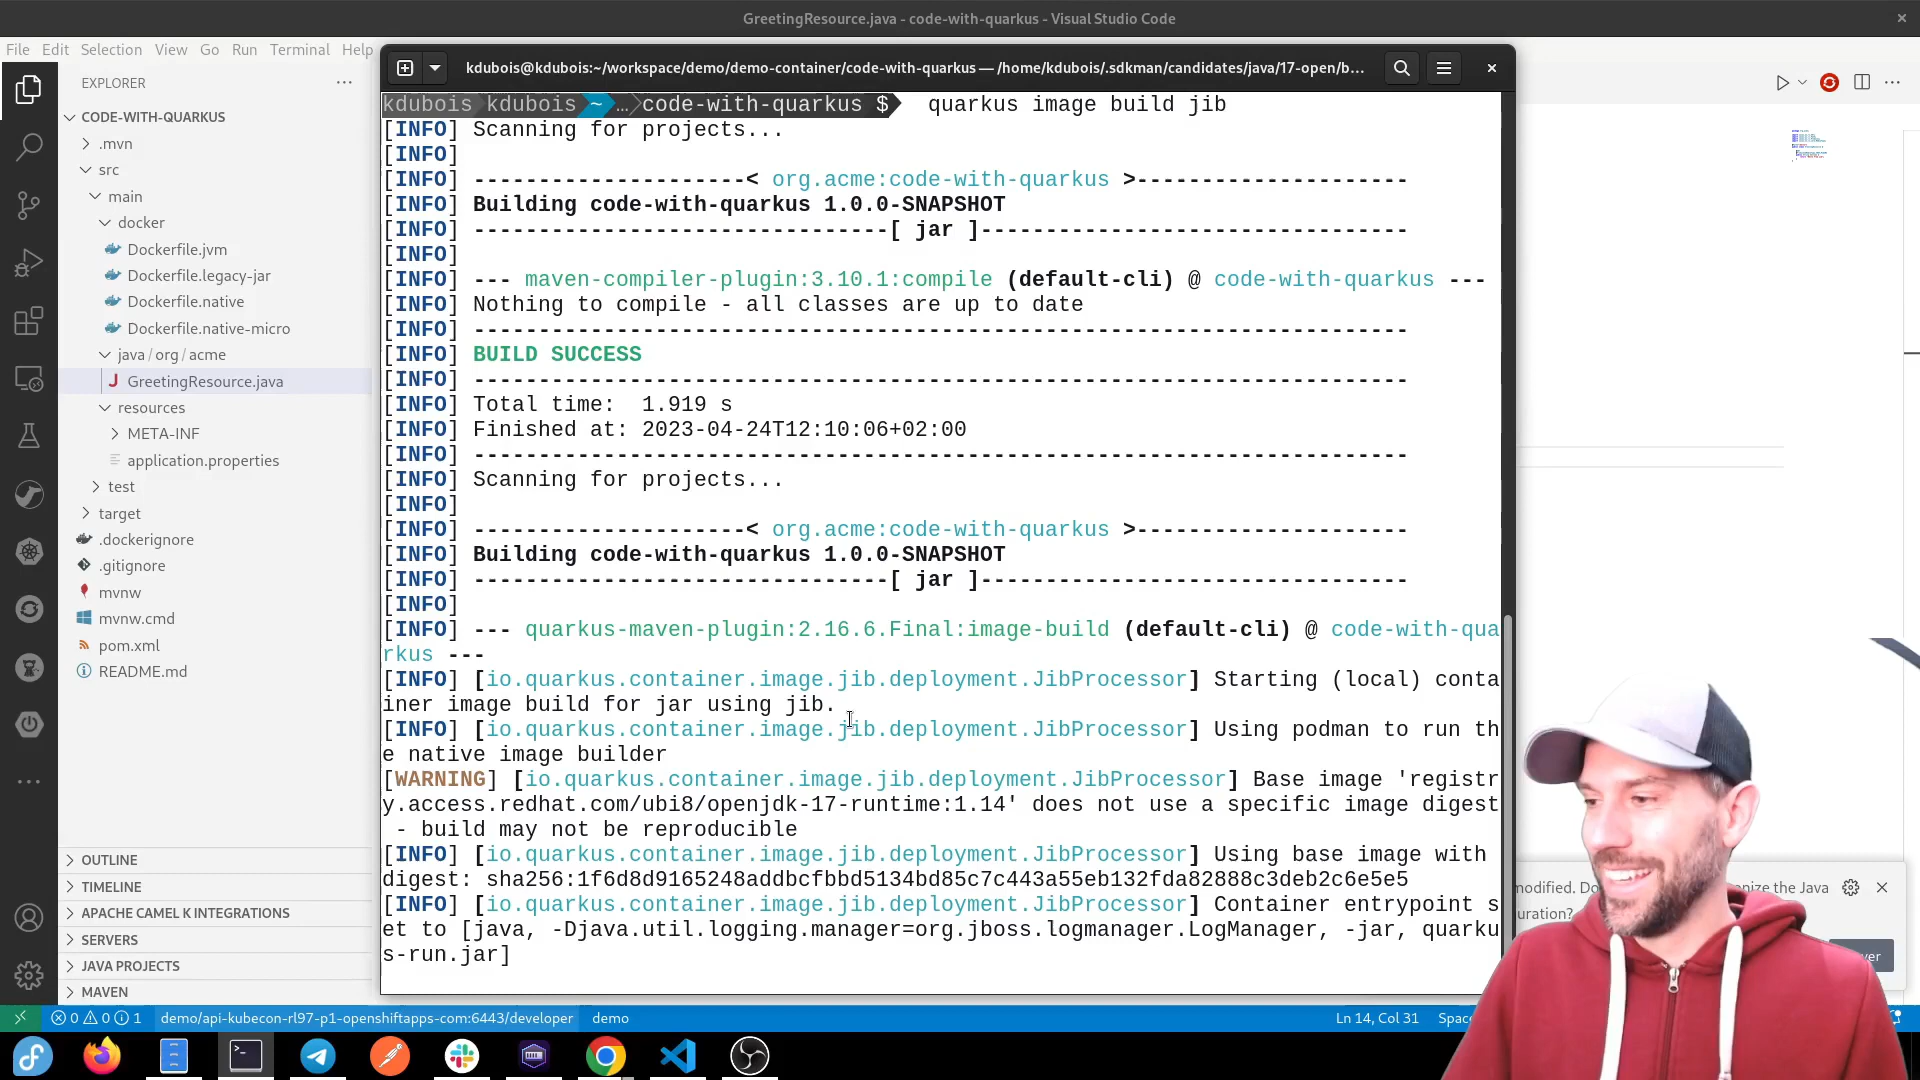 GreetingResource.java - code-with-quarkus - Visual Studio Code
File Edit Selection View Go Run Terminal Help
EXPLORER
CODE-WITH-QUARKUS
.mvn
src
main
docker
Dockerfile.jvm
Dockerfile.legacy-jar
Dockerfile.native
Dockerfile.native-micro
java/org/acme
GreetingResource.java
resources
META-INF
application.properties
test
target
.dockerignore
.gitignore
mvnw
mvnw.cmd
pom.xml
README.md
OUTLINE
TIMELINE
APACHE CAMEL K INTEGRATIONS
SERVERS
JAVA PROJECTS
MAVEN
kdubois@kdubois:~/workspace/demo/demo-container/code-with-quarkus — /home/kdubois/.sdkman/candidates/java/17-open/b...
kdubois kdubois ~ … code-with-quarkus $ quarkus image build jib
[INFO] Scanning for projects...
[INFO]
[INFO] ---------------------< org.acme:code-with-quarkus >---------------------
[INFO] Building code-with-quarkus 1.0.0-SNAPSHOT
[INFO] --------------------------------[ jar ]---------------------------------
[INFO]
[INFO] --- maven-compiler-plugin:3.10.1:compile (default-cli) @ code-with-quarkus ---
[INFO] Nothing to compile - all classes are up to date
[INFO] ------------------------------------------------------------------------
[INFO] BUILD SUCCESS
[INFO] ------------------------------------------------------------------------
[INFO] Total time:  1.919 s
[INFO] Finished at: 2023-04-24T12:10:06+02:00
[INFO] ------------------------------------------------------------------------
[INFO] Scanning for projects...
[INFO]
[INFO] ---------------------< org.acme:code-with-quarkus >---------------------
[INFO] Building code-with-quarkus 1.0.0-SNAPSHOT
[INFO] --------------------------------[ jar ]---------------------------------
[INFO]
[INFO] --- quarkus-maven-plugin:2.16.6.Final:image-build (default-cli) @ code-with-qua
rkus ---
[INFO] [io.quarkus.container.image.jib.deployment.JibProcessor] Starting (local) conta
iner image build for jar using jib.
[INFO] [io.quarkus.container.image.jib.deployment.JibProcessor] Using podman to run th
e native image builder
[WARNING] [io.quarkus.container.image.jib.deployment.JibProcessor] Base image 'registr
y.access.redhat.com/ubi8/openjdk-17-runtime:1.14' does not use a specific image digest
- build may not be reproducible
[INFO] [io.quarkus.container.image.jib.deployment.JibProcessor] Using base image with
digest: sha256:1f6d8d9165248addbcfbbd5134bd85c7c443a55eb132fda82888c3deb2c6e5e5
[INFO] [io.quarkus.container.image.jib.deployment.JibProcessor] Container entrypoint s
et to [java, -Djava.util.logging.manager=org.jboss.logmanager.LogManager, -jar, quarku
s-run.jar]
modified. Do
nize the Java
uration?
ver
0 0 1 demo/api-kubecon-rl97-p1-openshiftapps-com:6443/developer demo
Ln 14, Col 31 Spac